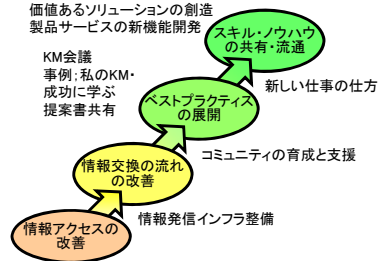 価値あるソリューションの創造
製品サービスの新機能開発
スキル・ノウハウ
の共有・流通
KM会議
事例;私のKM・
成功に学ぶ
提案書共有
新しい仕事の仕方
ベストプラクティス
の展開
コミュニティの育成と支援
情報交換の流れ
の改善
情報発信インフラ整備
情報アクセスの
改善